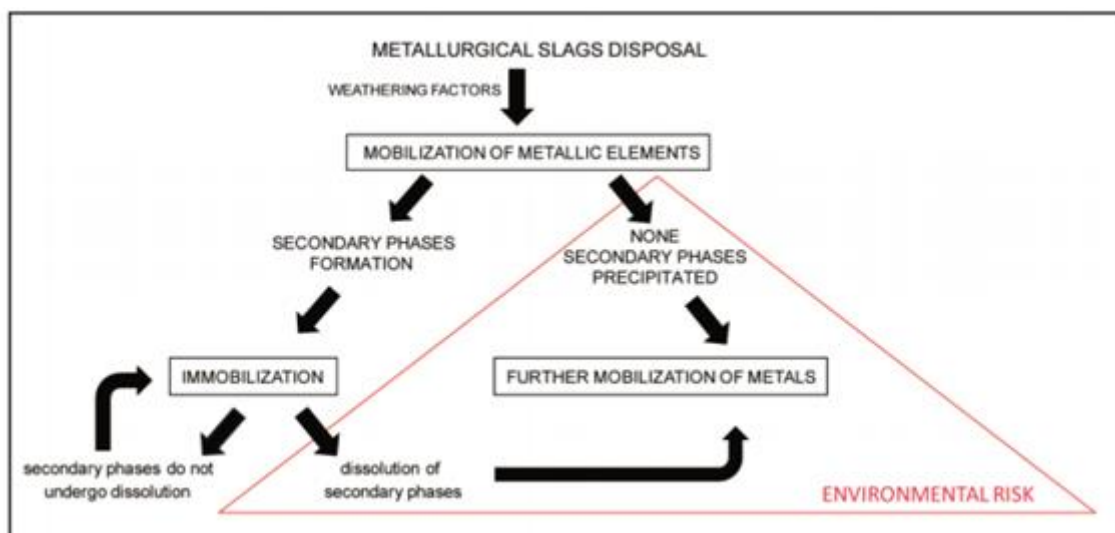 METALLURGICAL SLAGS DISPOSAL
WEATHERING FACTORS
MOBILIZATION OF METALLIC ELEMENTS
SECONDARY PHASES
FORMATION
NONE
SECONDARY PHASES
PRECIPITATED
IMMOBILIZATION
FURTHER MOBILIZATION OF METALS
secondary phases do not
undergo dissolution
dissolution of
secondary phases
ENVIRONMENTAL RISK